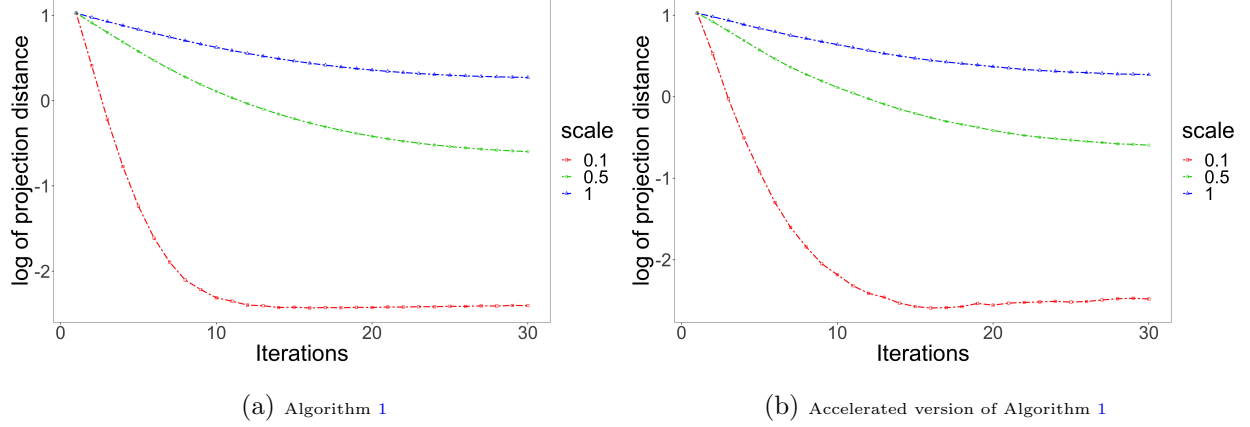 log of projection distance
1
0
-1
-2
0
10
20
30
Iterations
scale
0.1
0.5
1
(a) Algorithm 1
log of projection distance
1
0
-1
-2
0
10
20
30
Iterations
scale
0.1
0.5
1
(b) Accelerated version of Algorithm 1